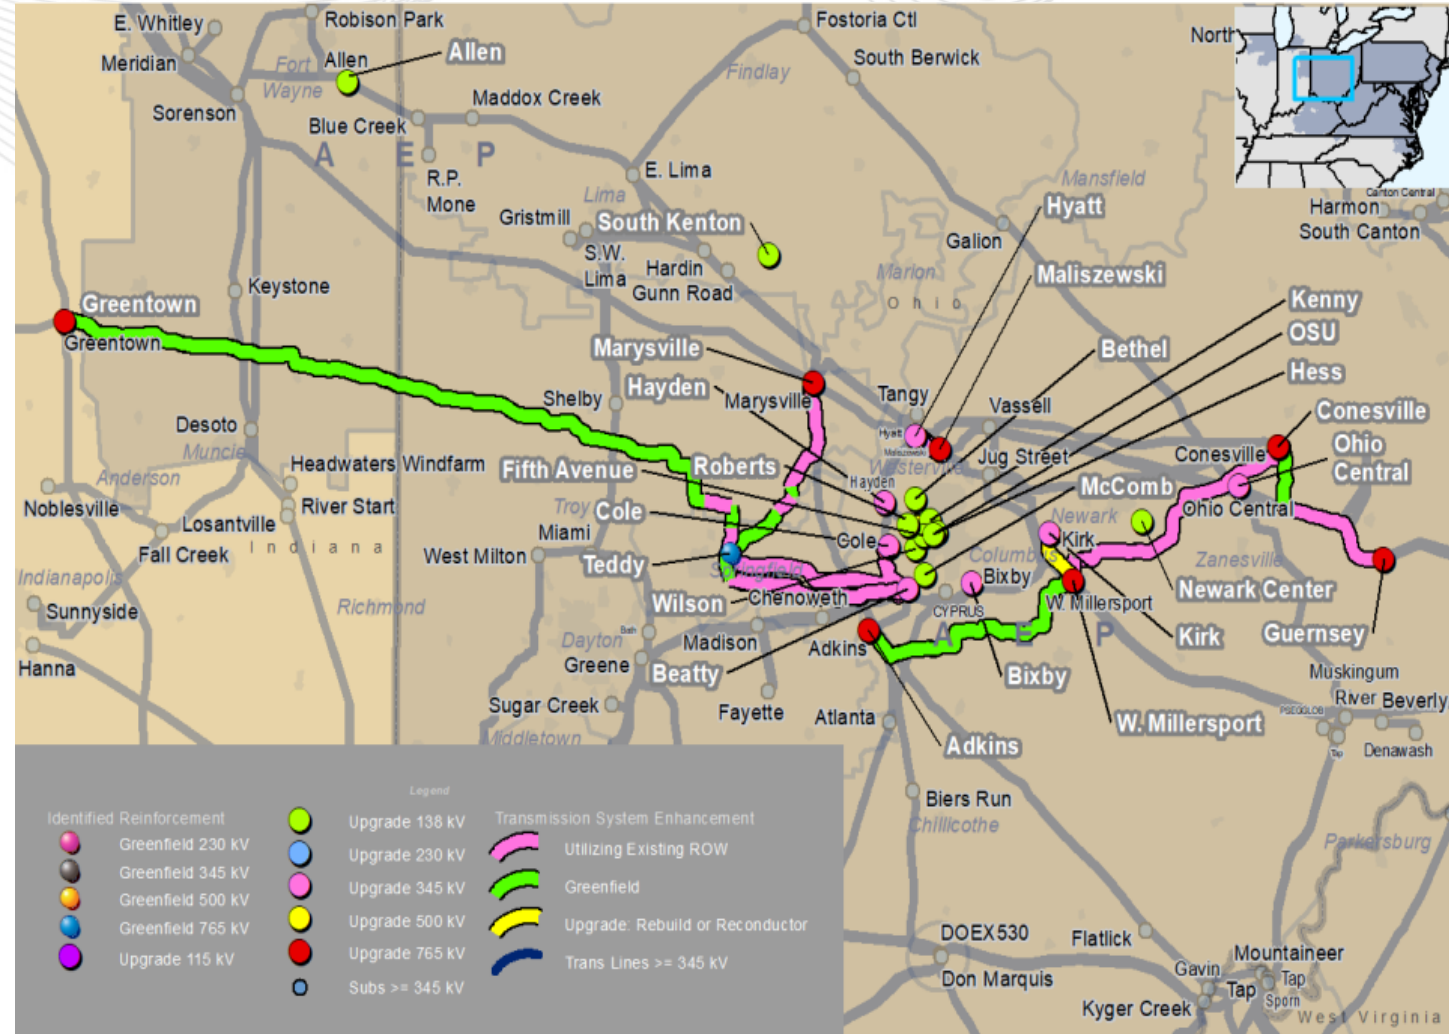 E. Whitley
Robison Park
Fostoria Ctl
Meridian
Fort
Wayne
Allen
Allen
South Berwick
North
Findlay
Sorenson
Maddox Creek
Blue Creek
A E P
R.P.
Mone
E. Lima
Lima
Mansfield
Canton Central
Harmon
South Canton
Gristmill
South Kenton
Hyatt
Galion
S.W.
Lima
Hardin
Gunn Road
Marion
Ohio
Maliszewski
Keystone
Greentown
Greentown
Kenny
OSU
Marysville
Bethel
Hess
Hayden
Marysville
Tangy
Shelby
Vassell
Conesville
Desoto
Muncie
Hyatt
Maliszewski
Westerville
Jug Street
Conesville
Ohio
Central
Headwaters Windfarm
Fifth Avenue
Roberts
Hayden
McComb
Anderson
Noblesville
River Start
Losantville
Troy
Cole
Newark
Ohio Central
Fall Creek
Indiana
Miami
Cole
Kirk
Columbus
Zanesville
West Milton
Teddy
Springfield
Bixby
Indianapolis
Sunnyside
Richmond
Wilson
Chenoweth
CYPRUS
W. Millersport
Newark Center
Dayton
Bath
Madison
Adkins
A E P
Kirk
Guernsey
Hanna
Greene
Beatty
Bixby
Muskingum
River
Beverly
Sugar Creek
Fayette
Atlanta
W. Millersport
PSEGGLOB
Middletown
Adkins
Tap
Denawash
Biers Run
Chillicothe
Parkersburg
DOEX530
Flatlick
Don Marquis
Mountaineer
Gavin
Tap
Tap
Kyger Creek
Sporn
West Virginia
Legend
Identified Reinforcement
Greenfield 230 kV
Greenfield 345 kV
Greenfield 500 kV
Greenfield 765 kV
Upgrade 115 kV
Upgrade 138 kV
Upgrade 230 kV
Upgrade 345 kV
Upgrade 500 kV
Upgrade 765 kV
Subs >= 345 kV
Transmission System Enhancement
Utilizing Existing ROW
Greenfield
Upgrade: Rebuild or Reconductor
Trans Lines >= 345 kV